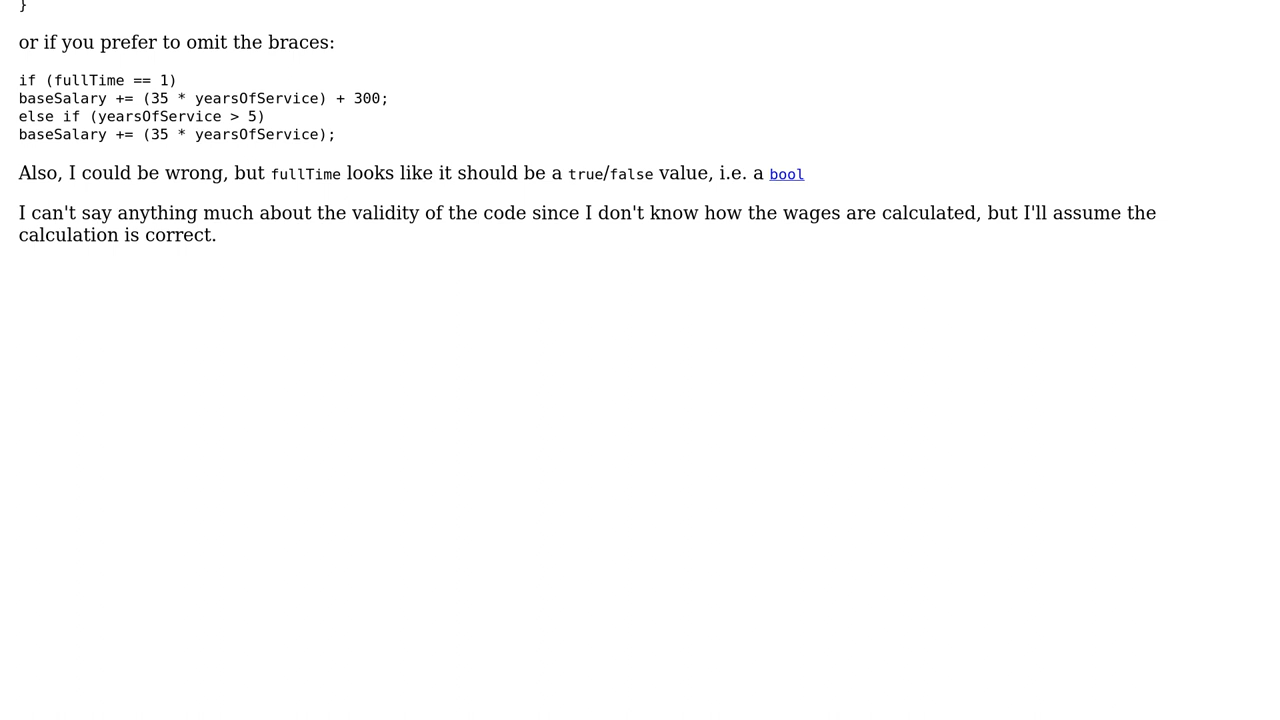 }
or if you prefer to omit the braces:
if (fullTime == 1)
baseSalary += (35 * yearsOfService) + 300;
else if (yearsOfService > 5)
baseSalary += (35 * yearsOfService);
Also, I could be wrong, but fullTime looks like it should be a true/false value, i.e. a bool
I can't say anything much about the validity of the code since I don't know how the wages are calculated, but I'll assume the
calculation is correct.